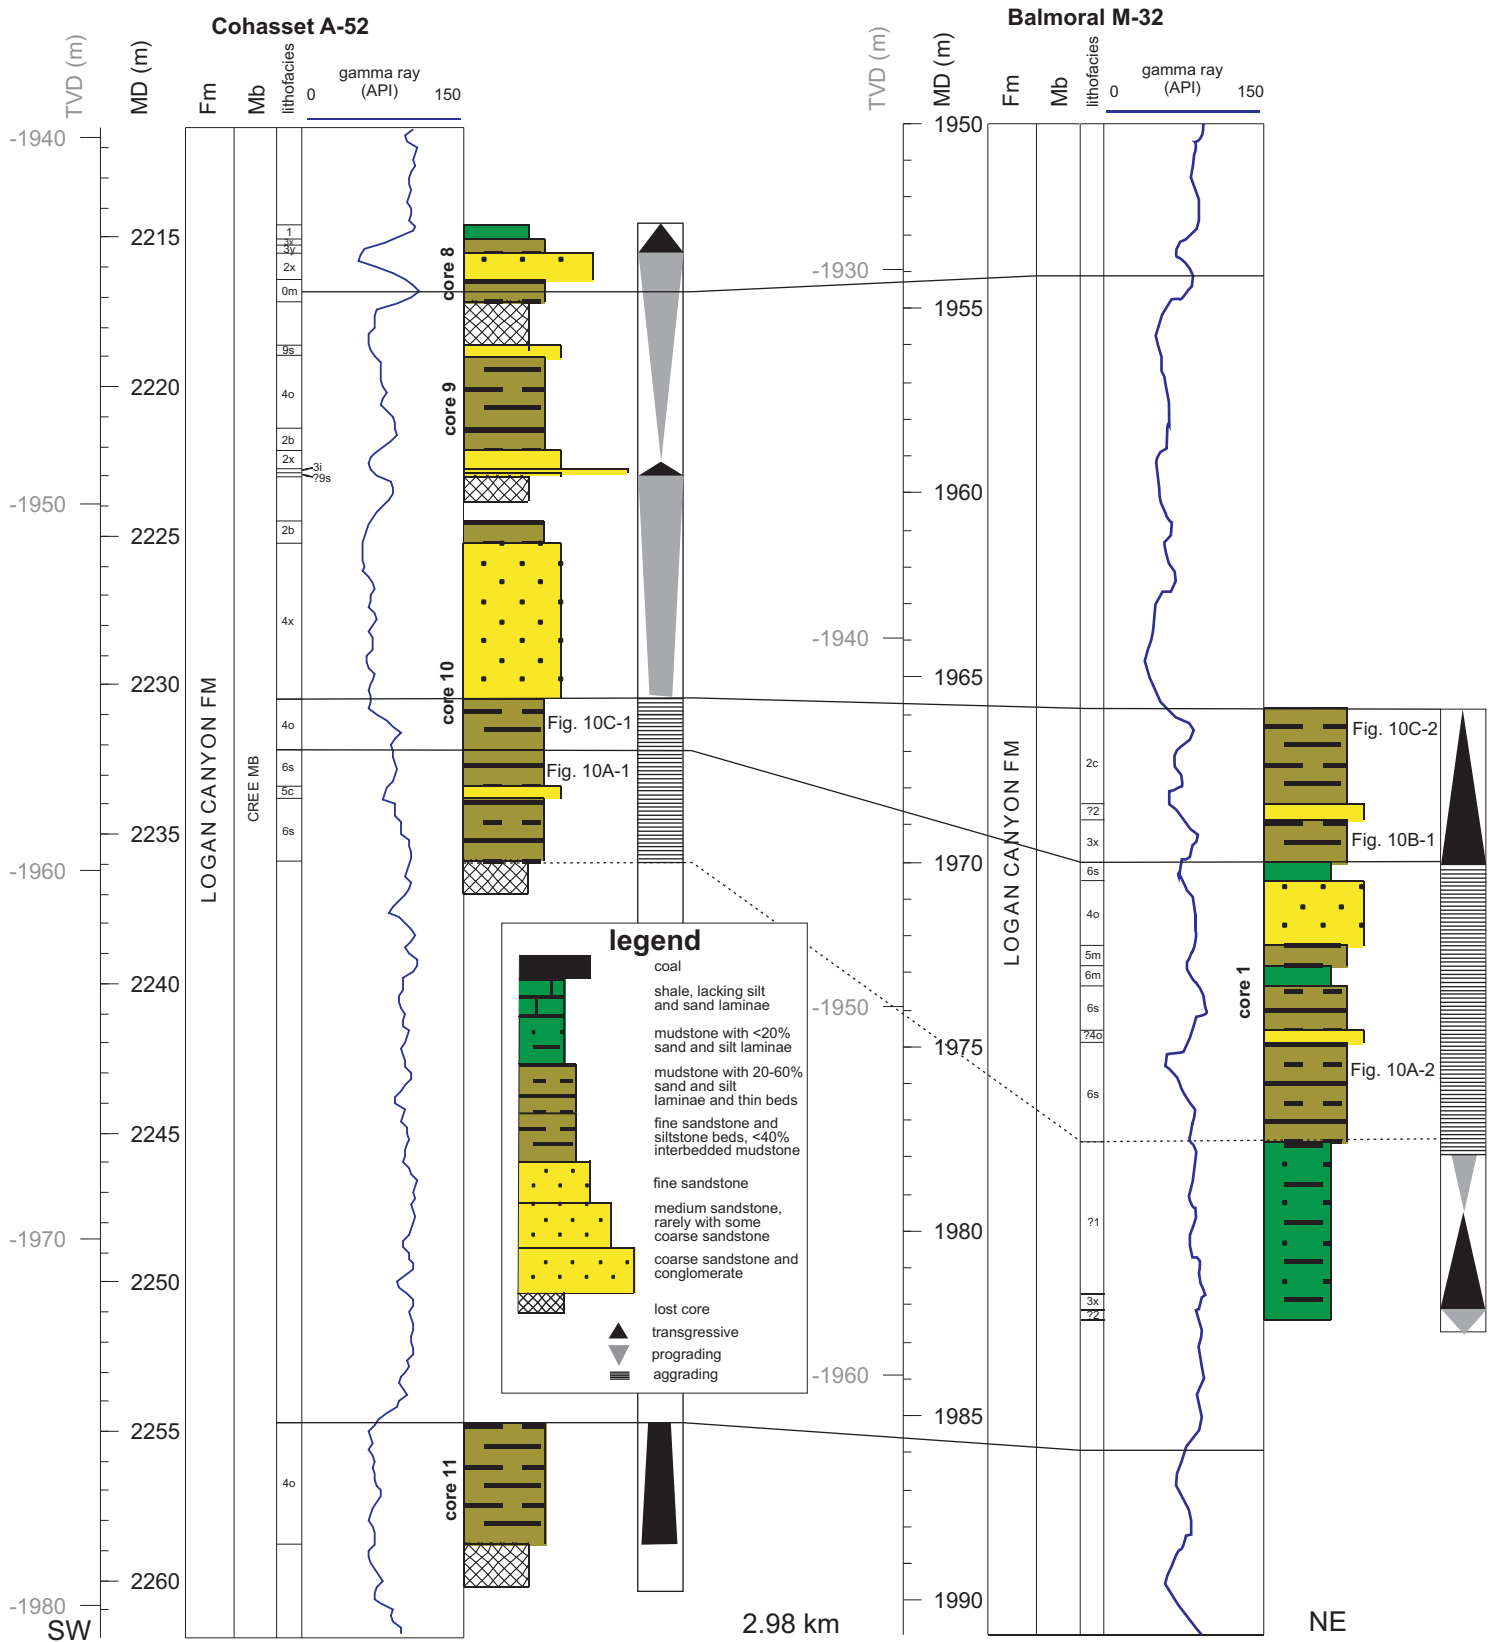 Cohasset A-52
Balmoral M-32
TVD (m)
MD (m)
Fm
Mb
lithofacies
gamma ray
(API)
0
150
TVD (m)
MD (m)
Fm
Mb
lithofacies
gamma ray
(API)
0
150
-1940
-1950
-1960
-1970
-1980
2215
2220
2225
2230
2235
2240
2245
2250
2255
2260
LOGAN CANYON FM
CREE MB
1
3x
3y
2x
0m
9s
4o
2b
2x
3i
?9s
2b
4x
4o
6s
5c
6s
4o
core 8
core 9
core 10
core 11
Fig. 10C-1
Fig. 10A-1
legend
coal
shale, lacking silt
and sand laminae
mudstone with <20%
sand and silt laminae
mudstone with 20-60%
sand and silt
laminae and thin beds
fine sandstone and
siltstone beds, <40%
interbedded mudstone
fine sandstone
medium sandstone,
rarely with some
coarse sandstone
coarse sandstone and
conglomerate
lost core
transgressive
prograding
aggrading
-1930
-1940
-1950
-1960
1950
1955
1960
1965
1970
1975
1980
1985
1990
LOGAN CANYON FM
2c
?2
3x
6s
4o
5m
6m
6s
?4o
6s
?1
3x
?2
core 1
Fig. 10C-2
Fig. 10B-1
Fig. 10A-2
SW
2.98 km
NE